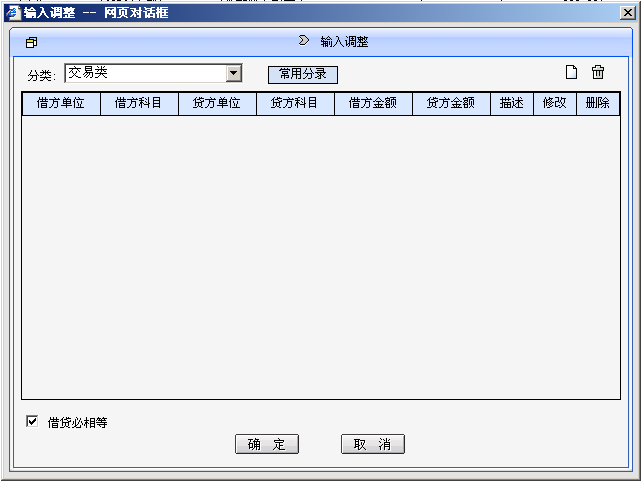 输入调整 -- 网页对话框
输入调整
分类: 交易类 常用分录
借方单位 借方科目 贷方单位 贷方科目 借方金额 贷方金额 描述 修改 删除
借贷必相等
确 定 取 消